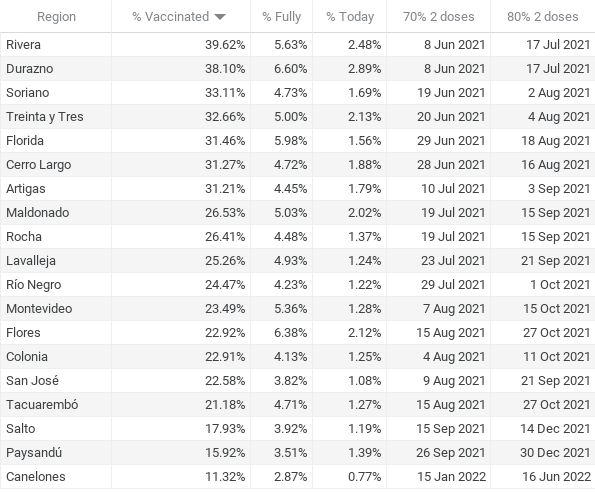 Region % Vaccinated % Fully % Today 70% 2 doses 80% 2 doses
Rivera 39.62% 5.63% 2.48% 8 Jun 2021 17 Jul 2021
Durazno 38.10% 6.60% 2.89% 8 Jun 2021 17 Jul 2021
Soriano 33.11% 4.73% 1.69% 19 Jun 2021 2 Aug 2021
Treinta y Tres 32.66% 5.00% 2.13% 20 Jun 2021 4 Aug 2021
Florida 31.46% 5.98% 1.56% 29 Jun 2021 18 Aug 2021
Cerro Largo 31.27% 4.72% 1.88% 28 Jun 2021 16 Aug 2021
Artigas 31.21% 4.45% 1.79% 10 Jul 2021 3 Sep 2021
Maldonado 26.53% 5.03% 2.02% 19 Jul 2021 15 Sep 2021
Rocha 26.41% 4.48% 1.37% 19 Jul 2021 15 Sep 2021
Lavalleja 25.26% 4.93% 1.24% 23 Jul 2021 21 Sep 2021
Río Negro 24.47% 4.23% 1.22% 29 Jul 2021 1 Oct 2021
Montevideo 23.49% 5.36% 1.28% 7 Aug 2021 15 Oct 2021
Flores 22.92% 6.38% 2.12% 15 Aug 2021 27 Oct 2021
Colonia 22.91% 4.13% 1.25% 4 Aug 2021 11 Oct 2021
San José 22.58% 3.82% 1.08% 9 Aug 2021 21 Sep 2021
Tacuarembó 21.18% 4.71% 1.27% 15 Aug 2021 27 Oct 2021
Salto 17.93% 3.92% 1.19% 15 Sep 2021 14 Dec 2021
Paysandú 15.92% 3.51% 1.39% 26 Sep 2021 30 Dec 2021
Canelones 11.32% 2.87% 0.77% 15 Jan 2022 16 Jun 2022